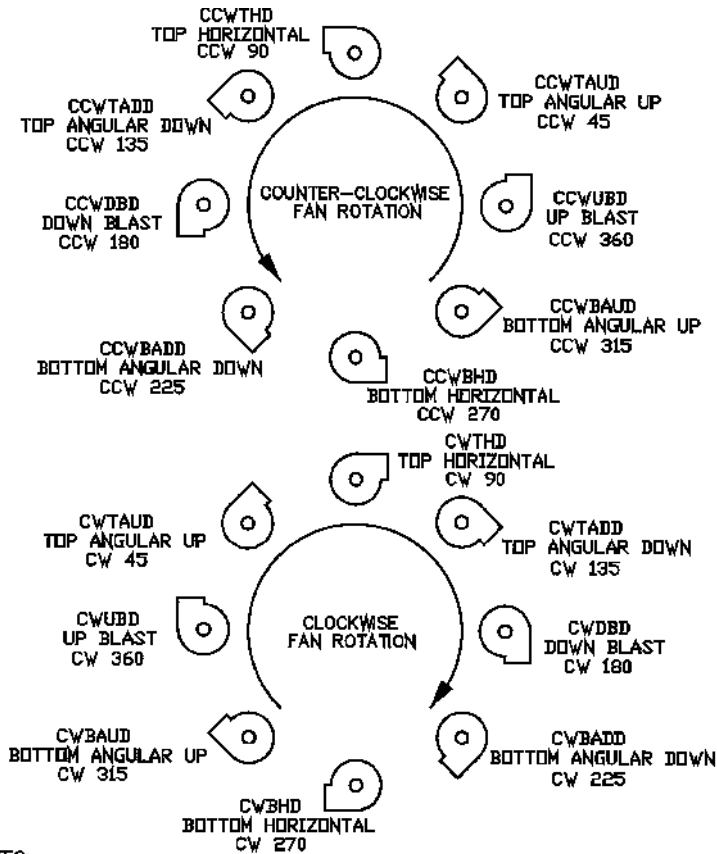 CCWTHD
TOP HORIZONTAL
CCW 90
CCWTAUD
TOP ANGULAR UP
CCW 45
CCWTADD
TOP ANGULAR DOWN
CCW 135
COUNTER-CLOCKWISE
FAN ROTATION
CCWDBD
DOWN BLAST
CCW 180
CCWUBD
UP BLAST
CCW 360
CCWBADD
BOTTOM ANGULAR DOWN
CCW 225
CCWBAUD
BOTTOM ANGULAR UP
CCW 315
CCWBHD
BOTTOM HORIZONTAL
CCW 270
CWTHD
TOP HORIZONTAL
CW 90
CWTAUD
TOP ANGULAR UP
CW 45
CWTADD
TOP ANGULAR DOWN
CW 135
CWUBD
UP BLAST
CW 360
CLOCKWISE
FAN ROTATION
CWDBD
DOWN BLAST
CW 180
CWBAUD
BOTTOM ANGULAR UP
CW 315
CWBADD
BOTTOM ANGULAR DOWN
CW 225
CWBHD
BOTTOM HORIZONTAL
CW 270